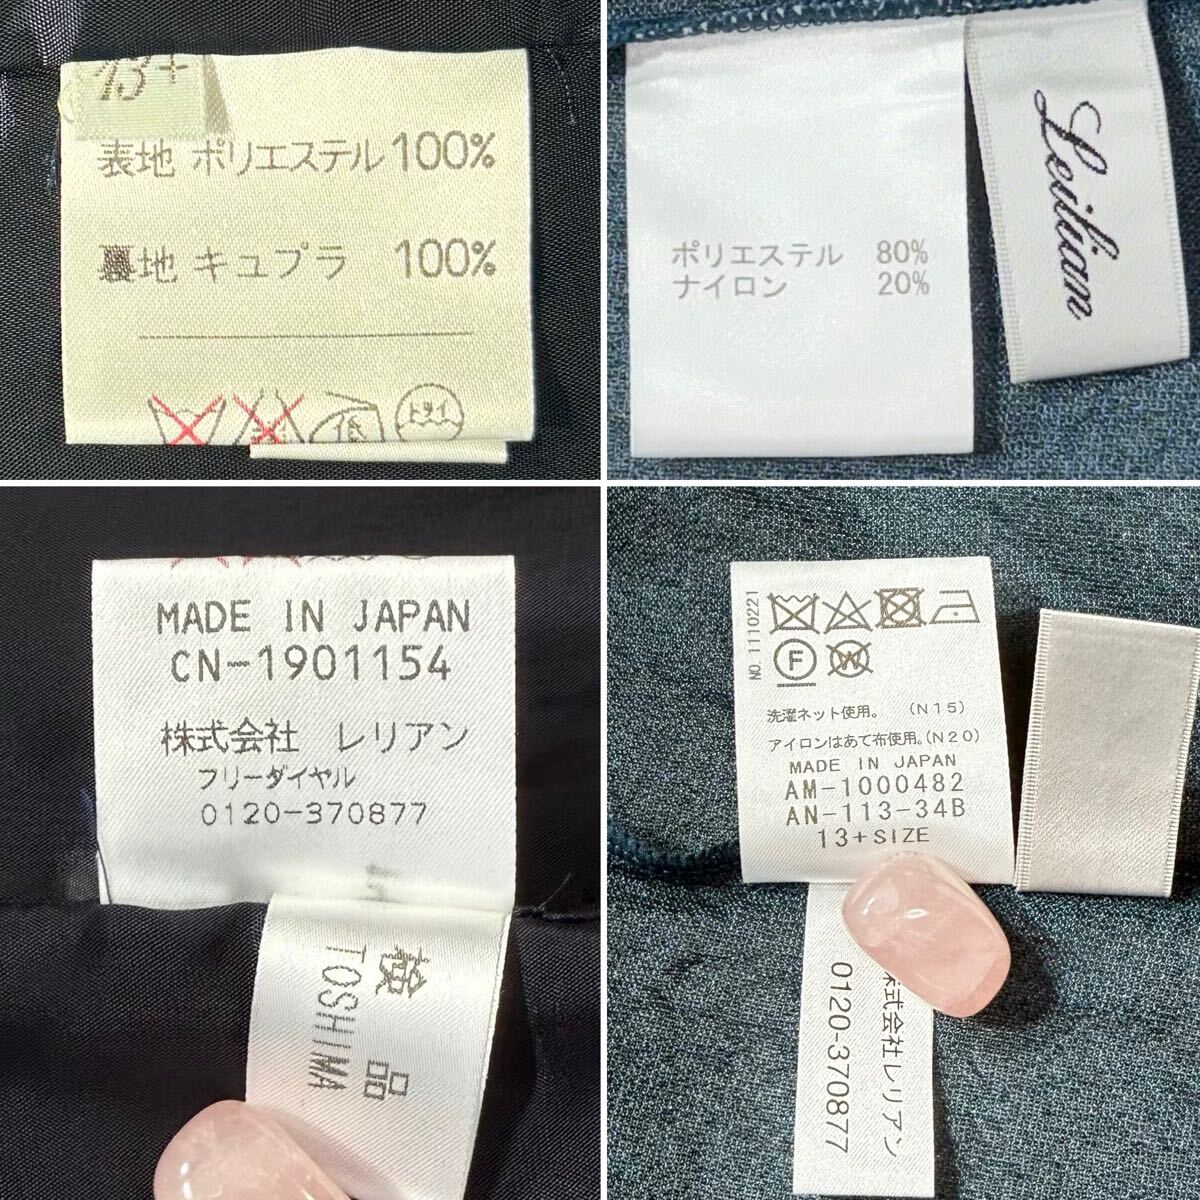 13+
表地 ポリエステル 100%
裏地 キュプラ 100%
ドライ
ポリエステル 80%
ナイロン 20%
Leilian
MADE IN JAPAN
CN-1901154
株式会社 レリアン
フリーダイヤル
0120-370877
検品
TOSHIMA
NO. 1110221
F
W
洗濯ネット使用。 (N15)
アイロンはあて布使用。(N20)
MADE IN JAPAN
AM-1000482
AN-113-34B
13+SIZE
株式会社レリアン
0120-370877